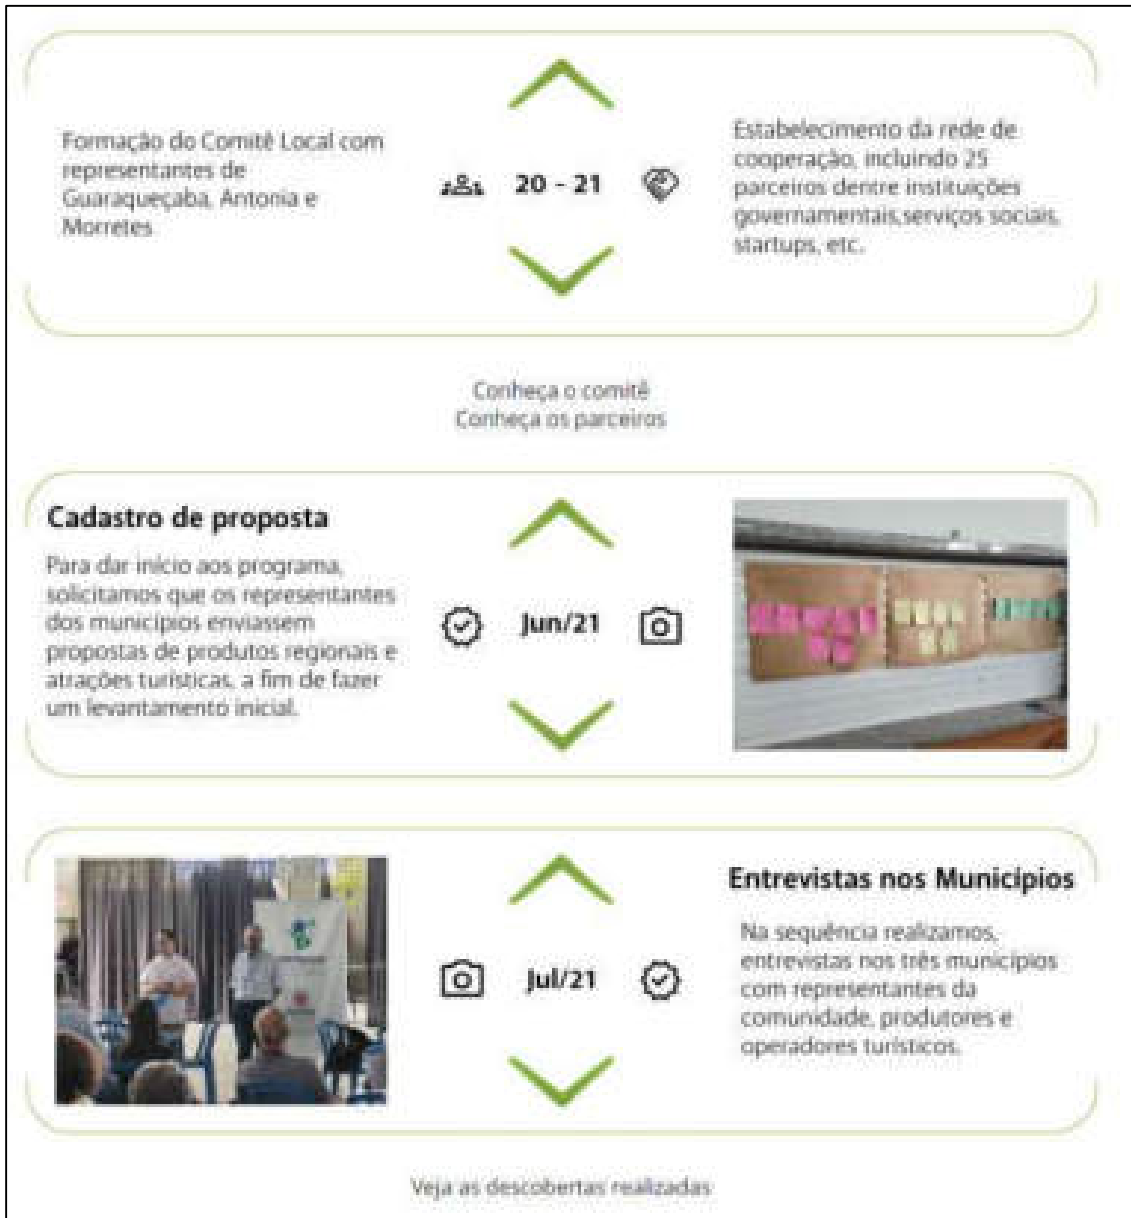 Formação do Comitê Local com
representantes de
Guaraqueçaba, Antonia e
Morretes
20 - 21
Estabelecimento da rede de
cooperação, incluindo 25
parceiros dentre instituições
governamentais,serviços sociais,
startups, etc.
Conheça o comitê
Conheça os parceiros
Cadastro de proposta
Para dar início aos programa,
solicitamos que os representantes
dos municípios enviassem
propostas de produtos regionais e
atrações turísticas, a fim de fazer
um levantamento inicial.
Jun/21
Jul/21
Entrevistas nos Municípios
Na sequência realizamos,
entrevistas nos três municípios
com representantes da
comunidade, produtores e
operadores turísticos.
Veja as descobertas realizadas